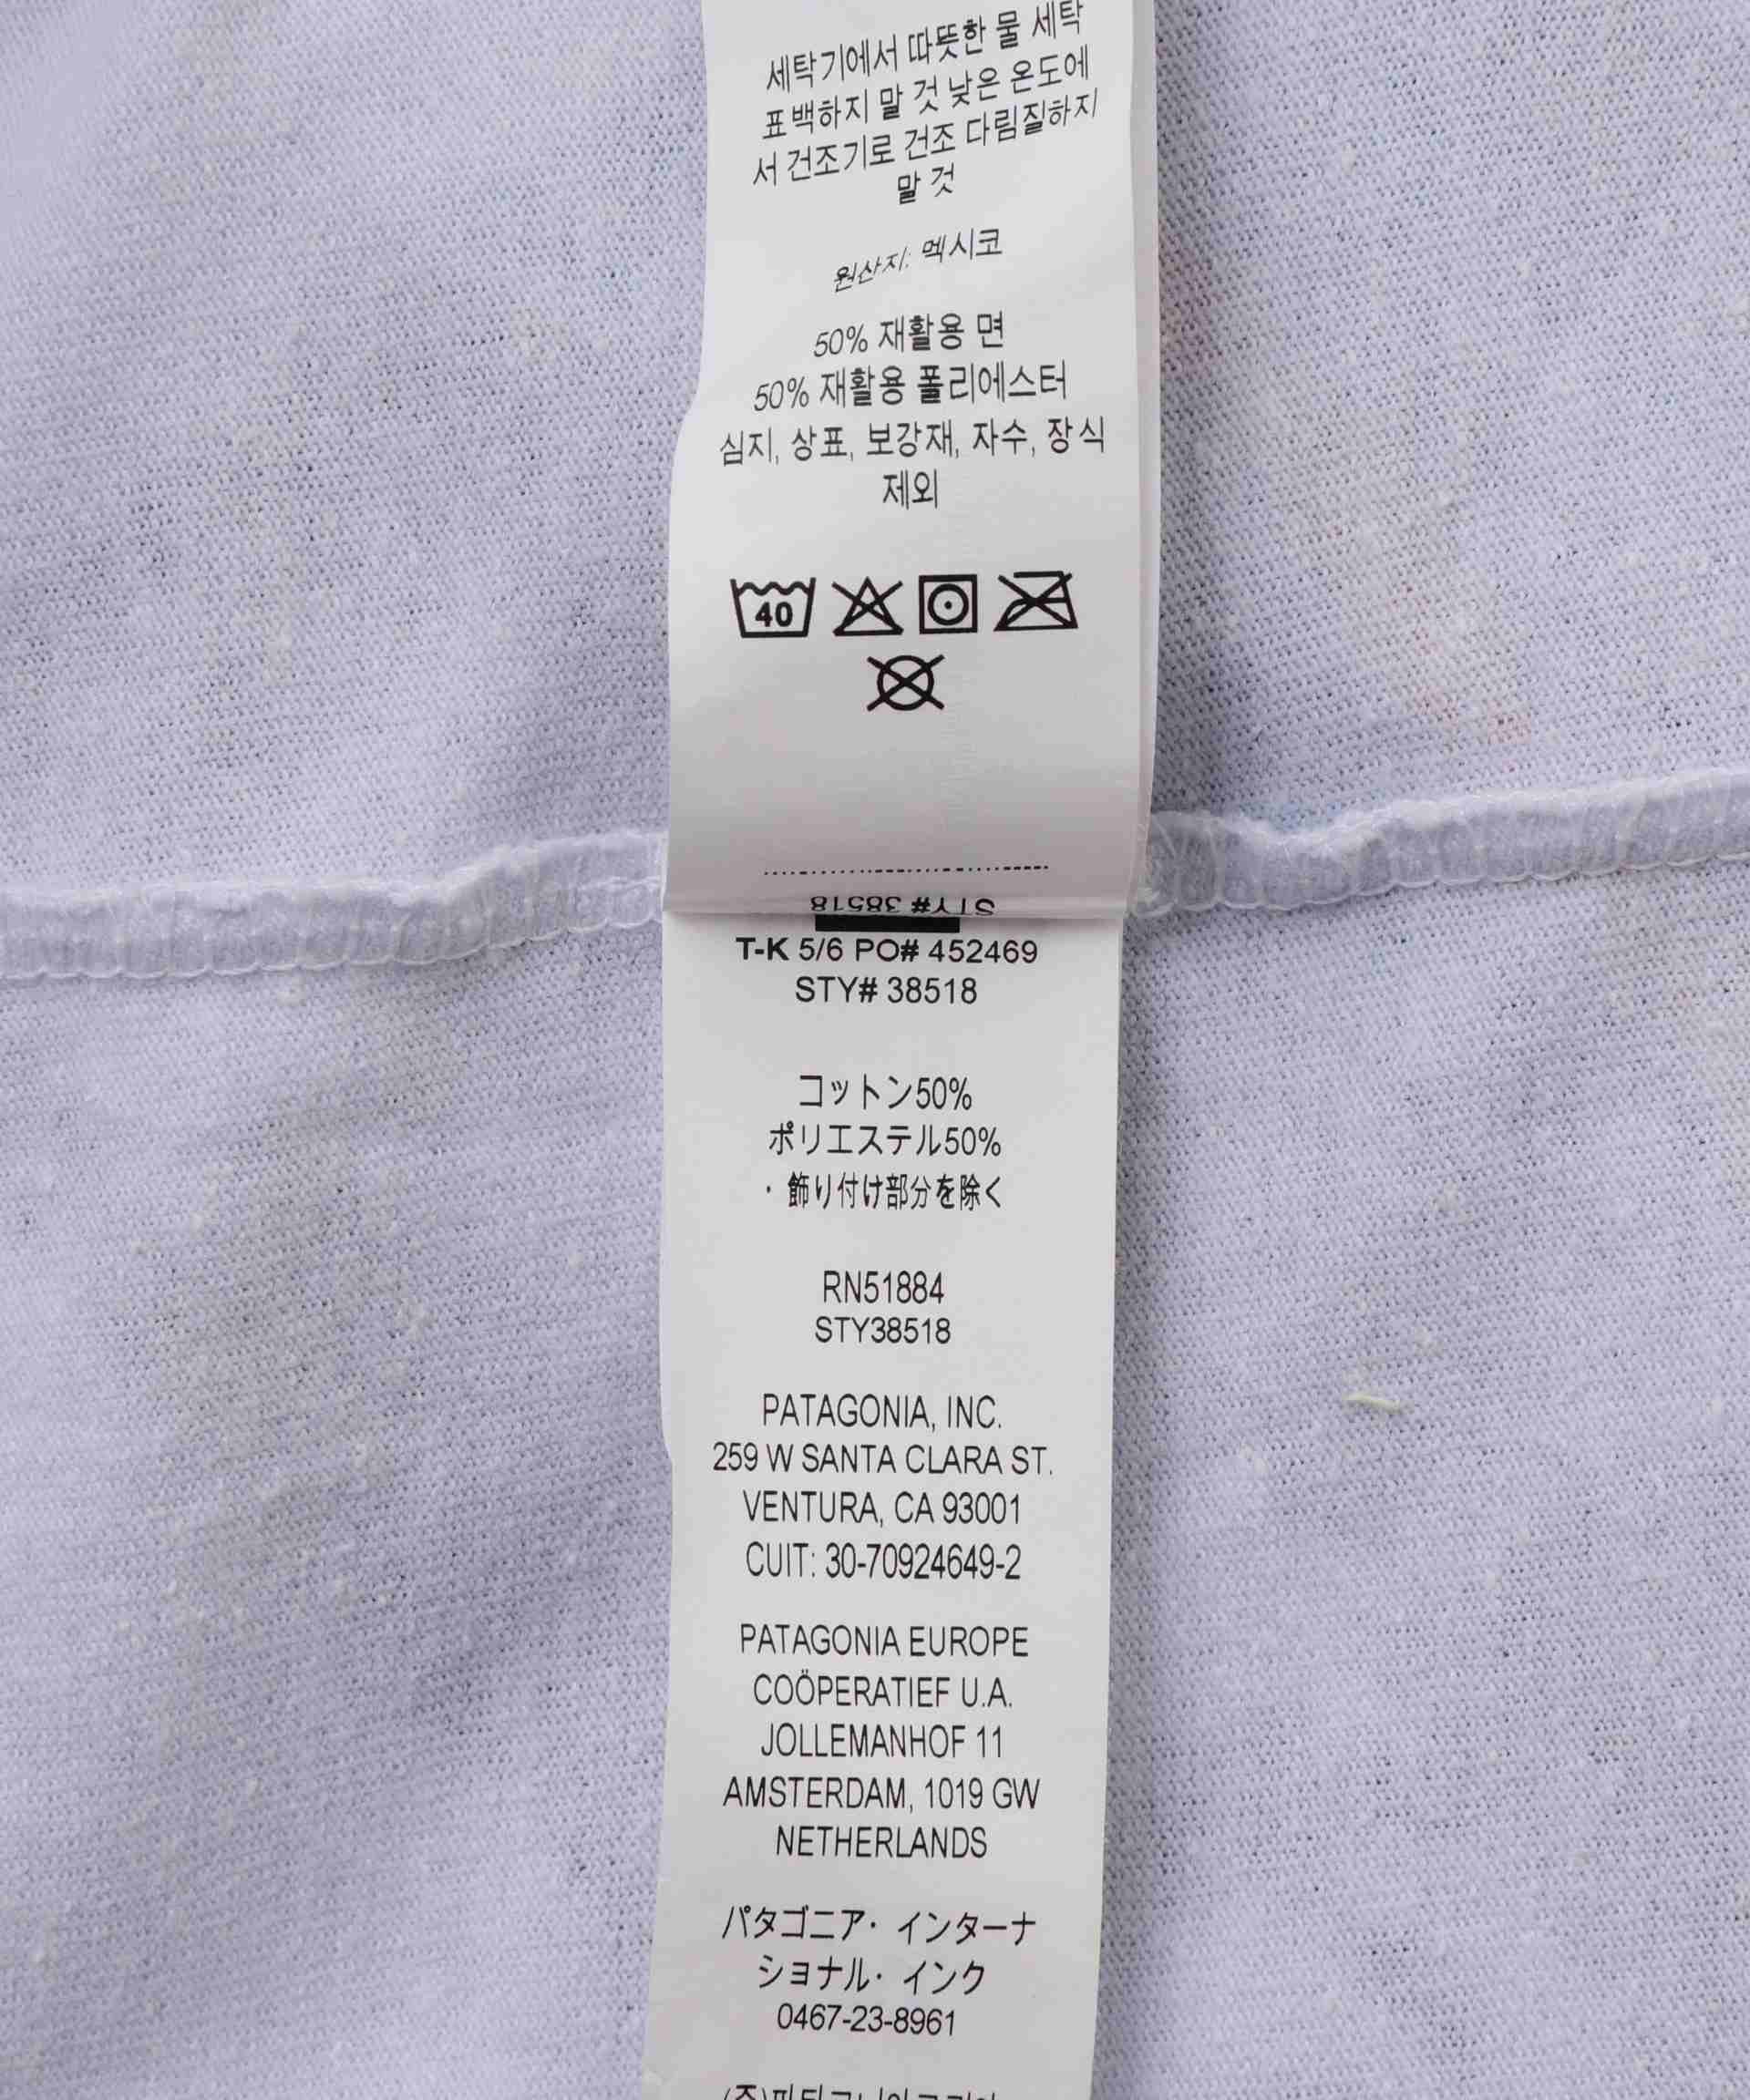 세탁기에서 따뜻한 물 세탁
표백하지 말 것 낮은 온도에
서 건조기로 건조 다림질하지
말 것
원산지: 멕시코
50% 재활용 면
50% 재활용 폴리에스터
심지, 상표, 보강재, 자수, 장식
제외
40
STY# 38518
T-K 5/6 PO# 452469
STY# 38518
コットン50%
ポリエステル50%
・飾り付け部分を除く
RN51884
STY38518
PATAGONIA, INC.
259 W SANTA CLARA ST.
VENTURA, CA 93001
CUIT: 30-70924649-2
PATAGONIA EUROPE
COÖPERATIEF U.A.
JOLLEMANHOF 11
AMSTERDAM, 1019 GW
NETHERLANDS
パタゴニア・インターナ
ショナル・インク
0467-23-8961